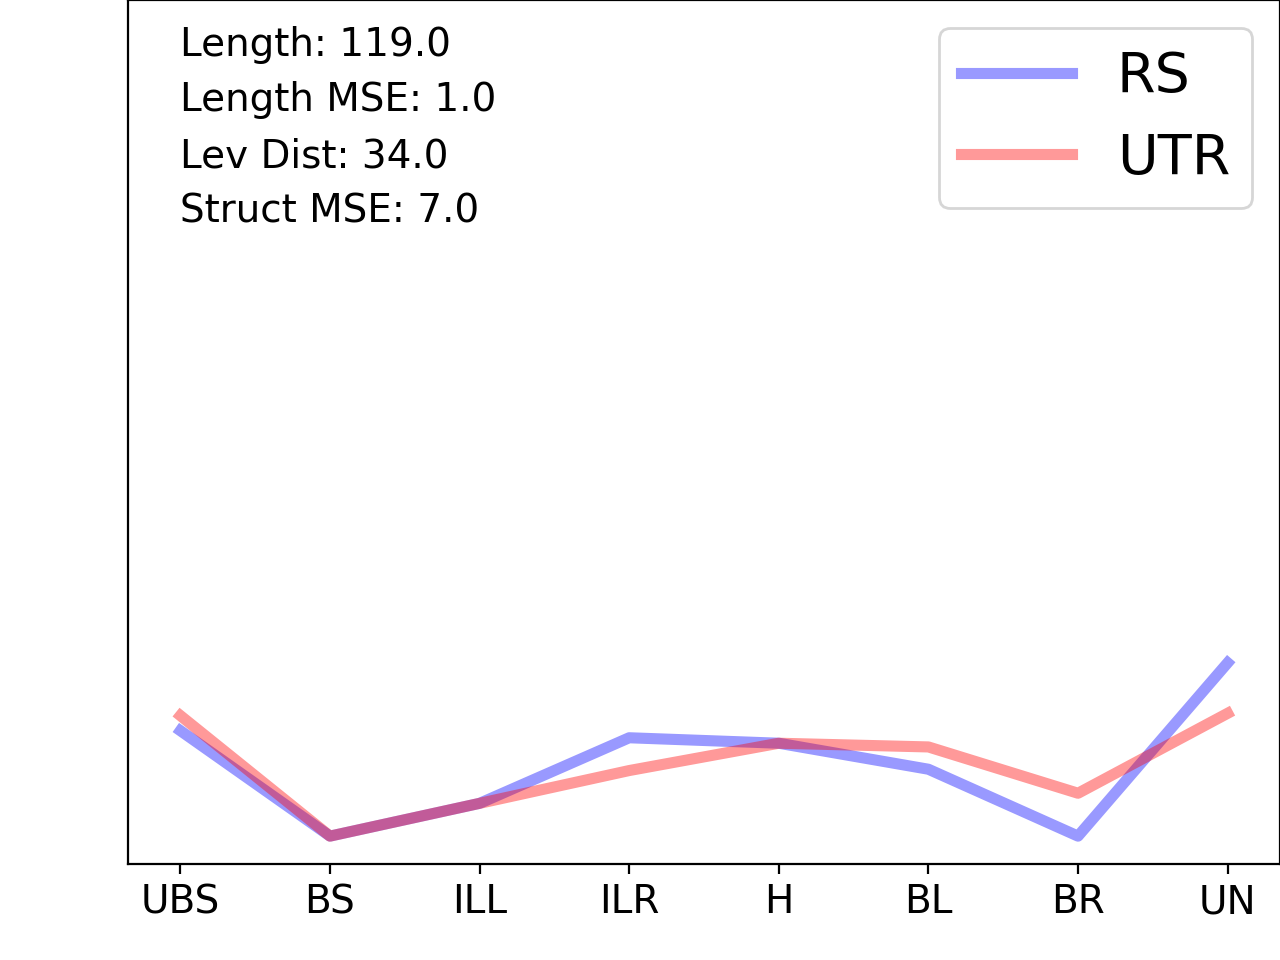 Length: 119.0
Length MSE: 1.0
Lev Dist: 34.0
Struct MSE: 7.0
RS
UTR
UBS BS ILL ILR H BL BR UN